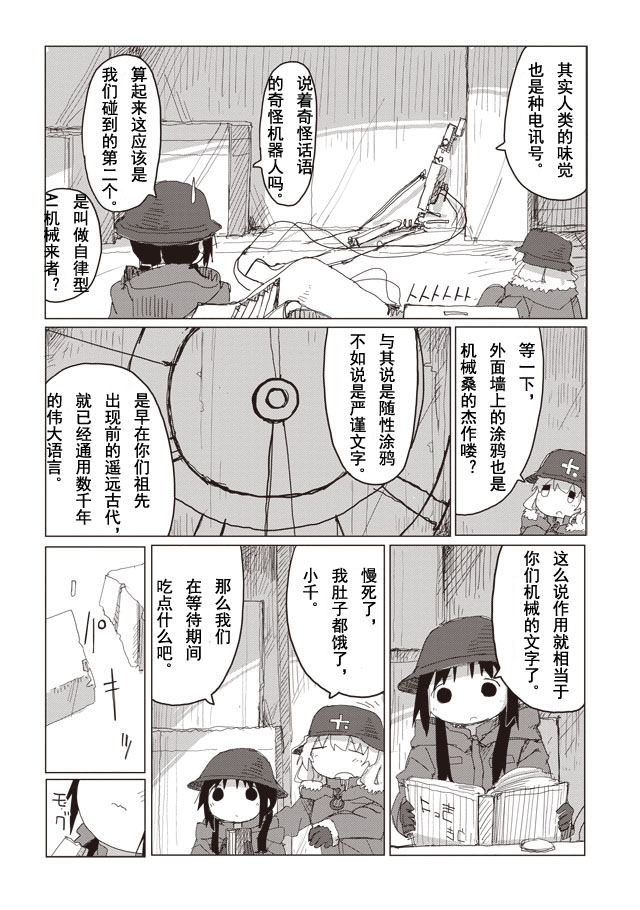 其实人类的味觉
也是种电讯号。
说着奇怪话语
的奇怪机器人吗。
算起来这应该是
我们碰到的第二个。
是叫做自律型
AI机械来者？
等一下，
外面墙上的涂鸦也是
机械桑的杰作喽？
与其说是随性涂鸦
不如说是严谨文字。
是早在你们祖先
出现前的遥远古代，
就已经通用数千年
的伟大语言。
这么说作用就相当于
你们机械的文字了。
慢死了，
我肚子都饿了，
小千。
那么我们
在等待期间
吃点什么吧。
モグ